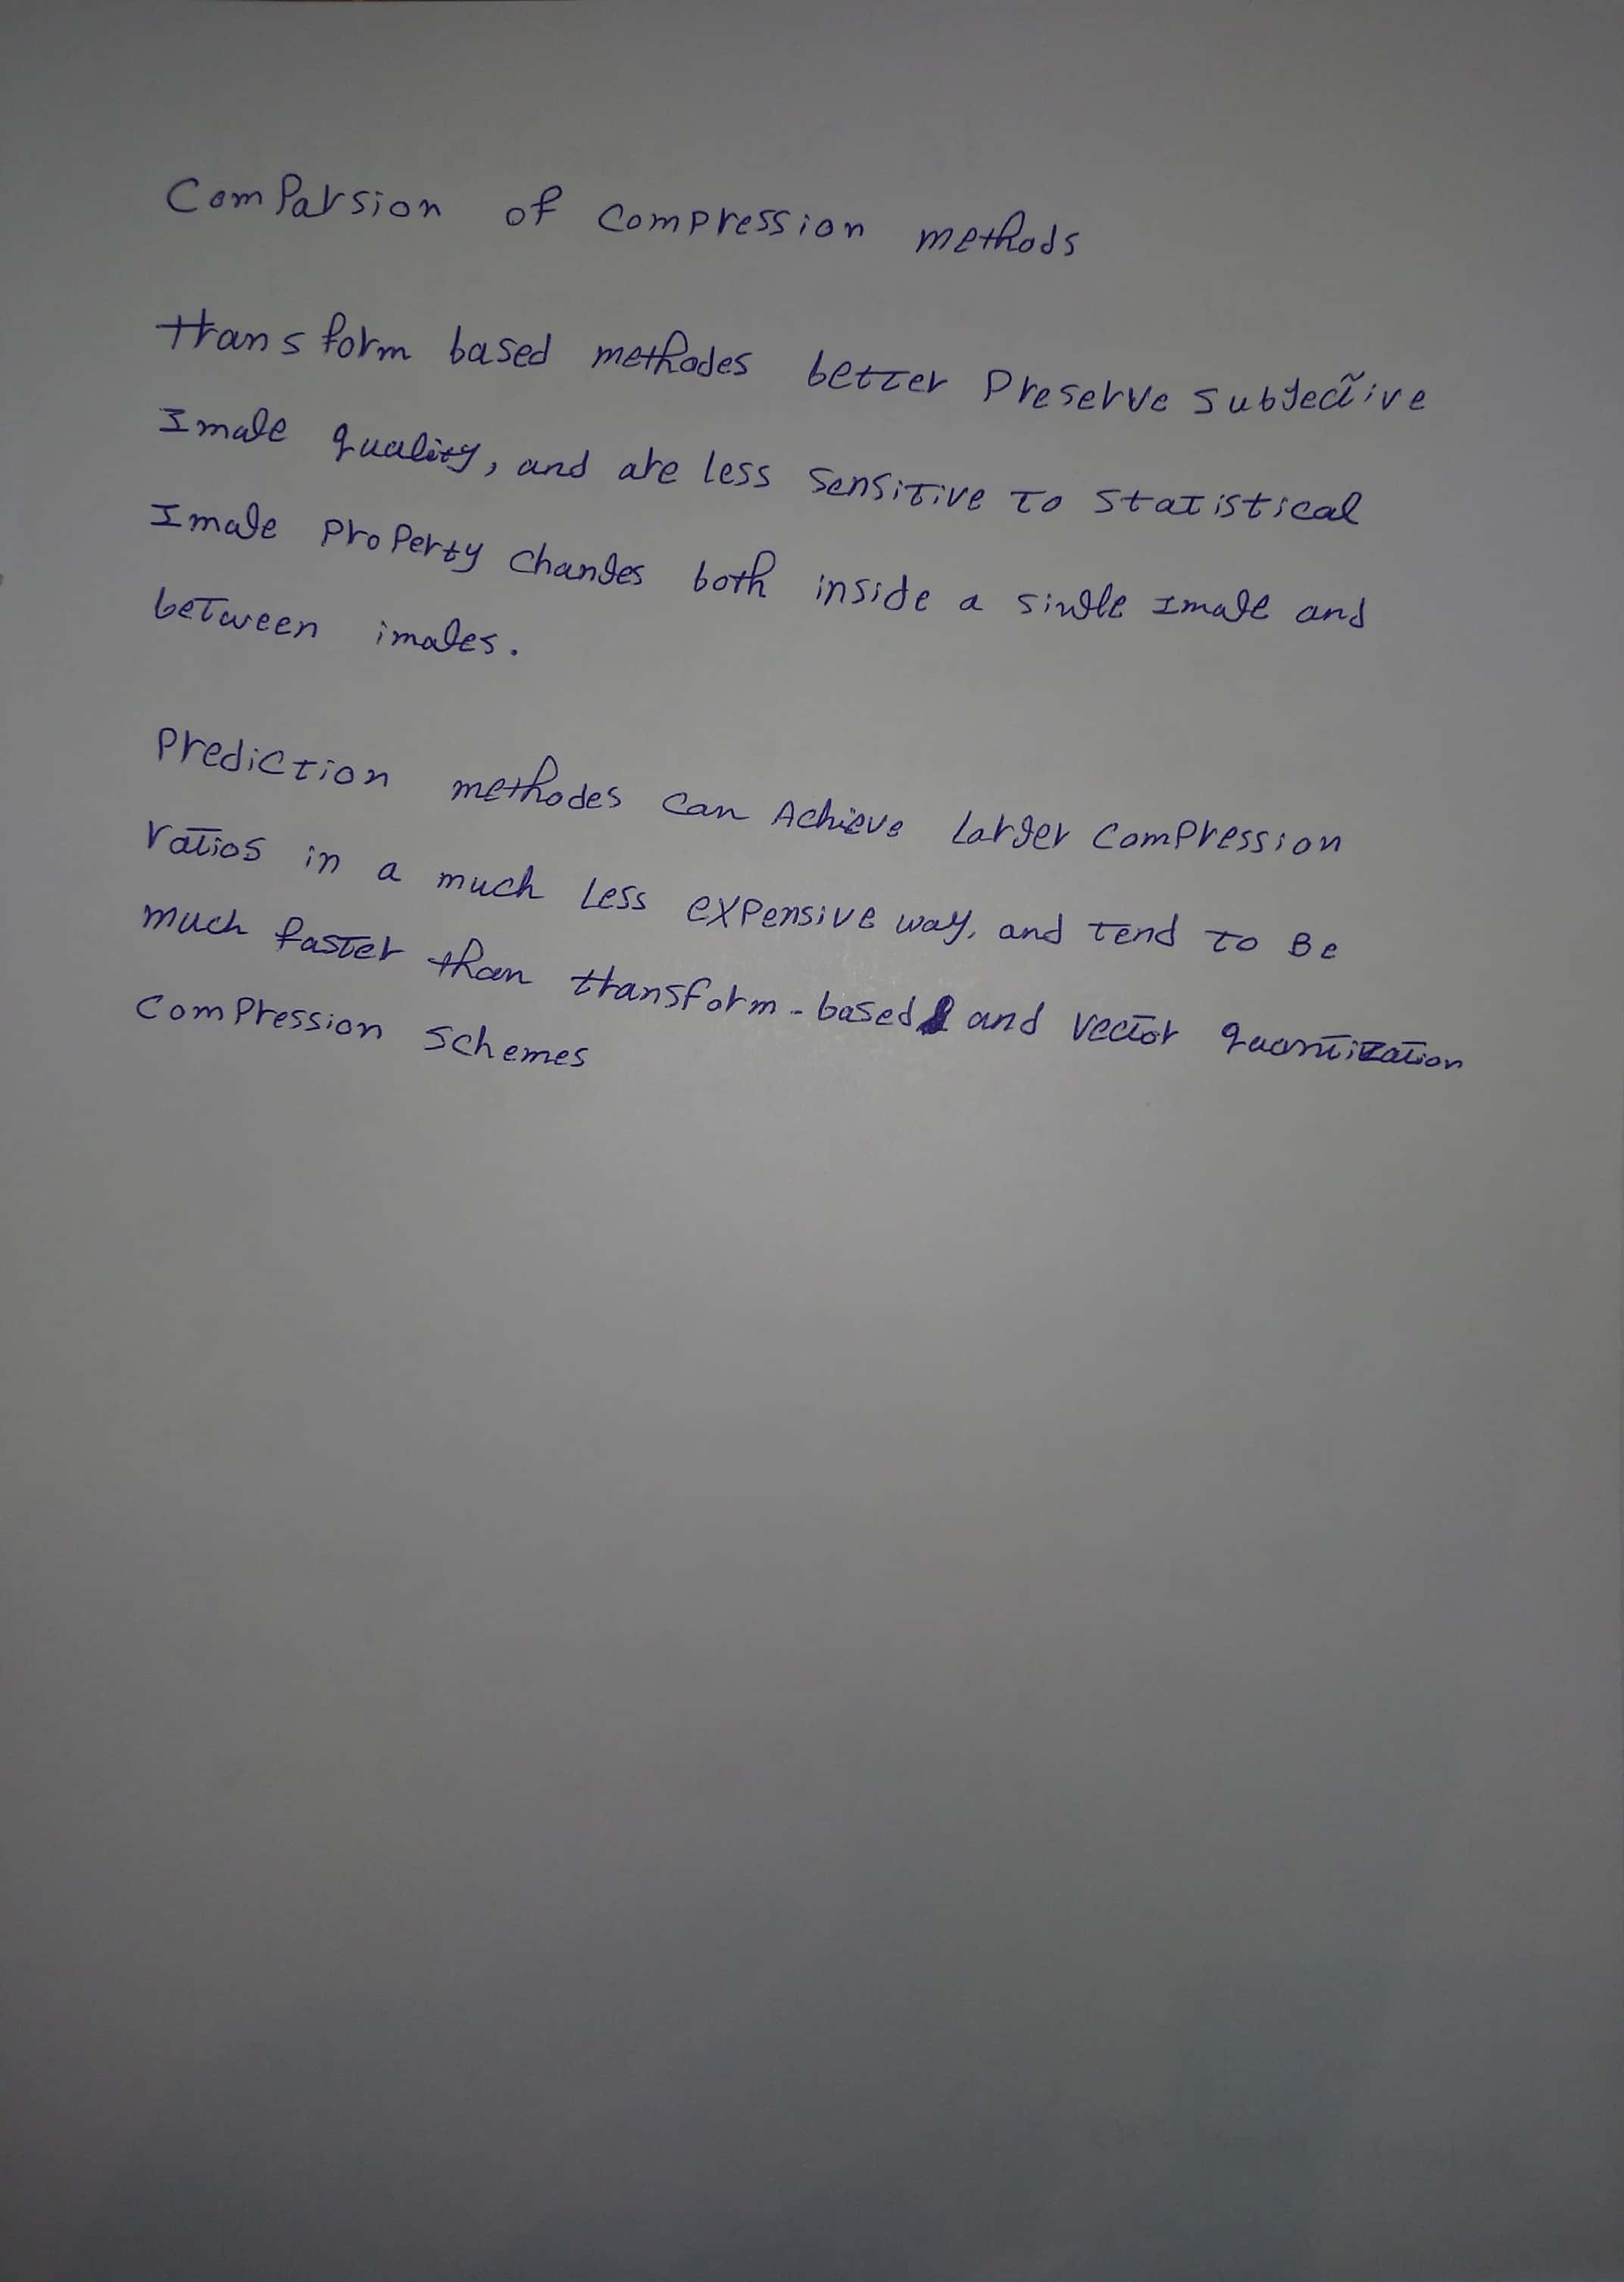 Comparsion of compression methods
transform based methodes better Preserve subjective
Image quality, and are less sensitive to statistical
Image Property changes both inside a single Image and
between images.
Prediction methodes can Achieve Larger compression
ratios in a much Less expensive way, and tend to Be
much faster than transform-based and vector quantization
compression schemes